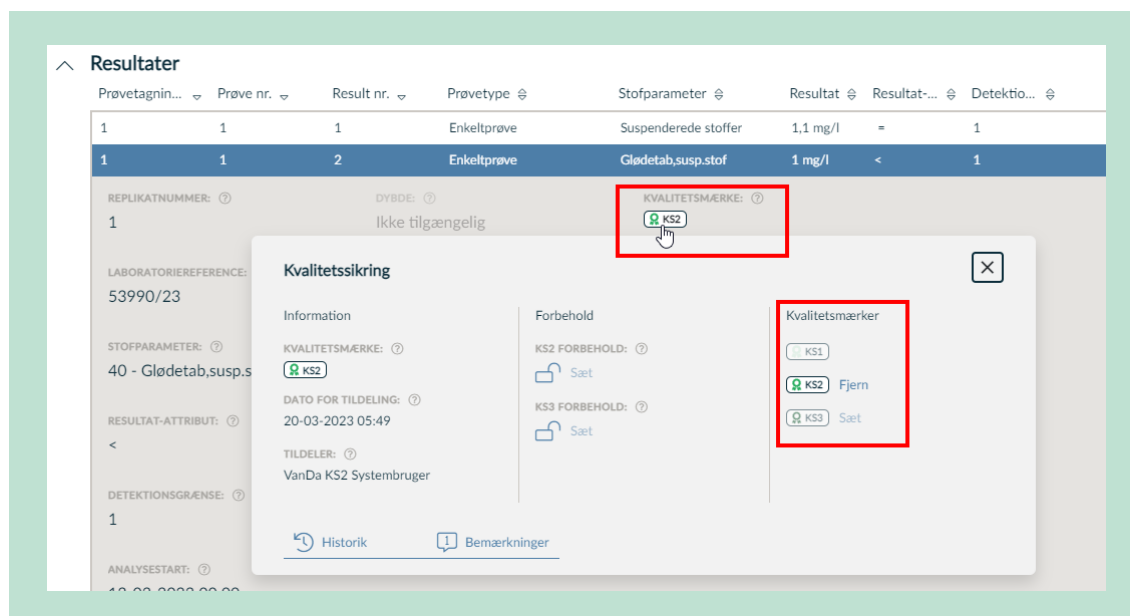 Resultater
Prøvetagnin... Prøve nr. Result nr. Prøvetype Stofparameter Resultat Resultat-... Detektio...
1 1 1 Enkeltprøve Suspenderede stoffer 1,1 mg/l = 1
1 1 2 Enkeltprøve Glødetab,susp.stof 1 mg/l < 1
REPLIKATNUMMER: DYBDE: KVALITETSMÆRKE:
1 Ikke tilgængelig KS2
LABORATORIEREFERENCE:
53990/23
STOFPARAMETER:
40 - Glødetab,susp.s
RESULTAT-ATTRIBUT:
<
DETEKTIONSGRÆNSE:
1
ANALYSESTART:
Kvalitetssikring
Information
KVALITETSMÆRKE:
KS2
DATO FOR TILDELING:
20-03-2023 05:49
TILDELER:
VanDa KS2 Systembruger
Forbehold
KS2 FORBEHOLD:
Sæt
KS3 FORBEHOLD:
Sæt
Kvalitetsmærker
KS1
KS2 Fjern
KS3 Sæt
Historik 1 Bemærkninger